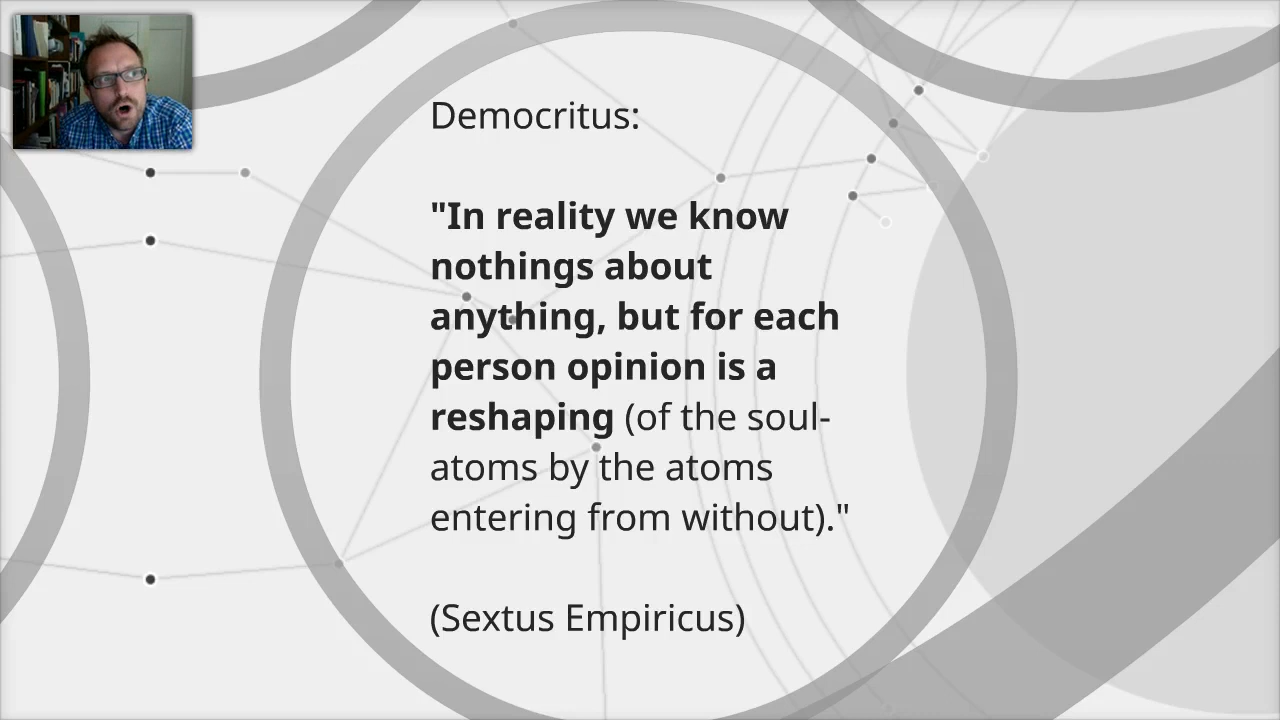 Democritus:
"In reality we know
nothings about
anything, but for each
person opinion is a
reshaping (of the soul-
atoms by the atoms
entering from without)."
(Sextus Empiricus)